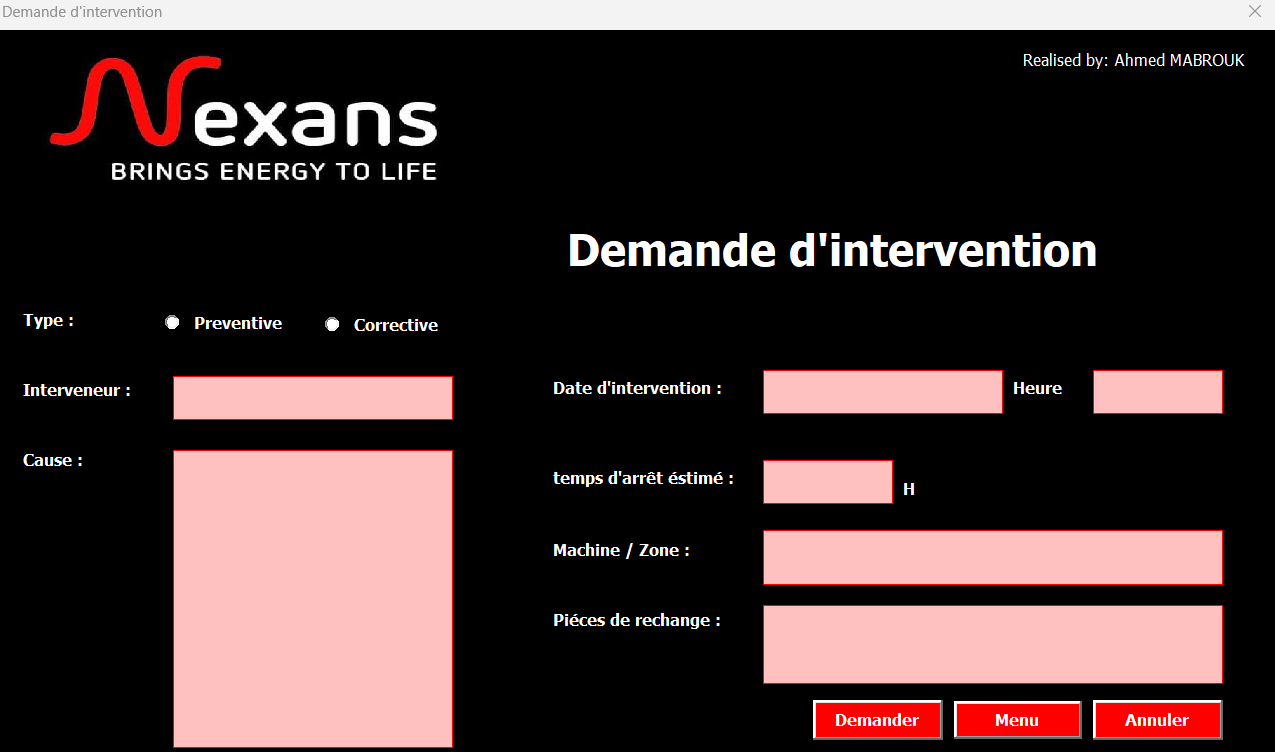 Demande d'intervention
Realised by: Ahmed MABROUK
Nexans
BRINGS ENERGY TO LIFE
Demande d'intervention
Type :
Preventive
Corrective
Interveneur :
Cause :
Date d'intervention :
Heure
temps d'arrêt éstimé :
H
Machine / Zone :
Piéces de rechange :
Demander
Menu
Annuler